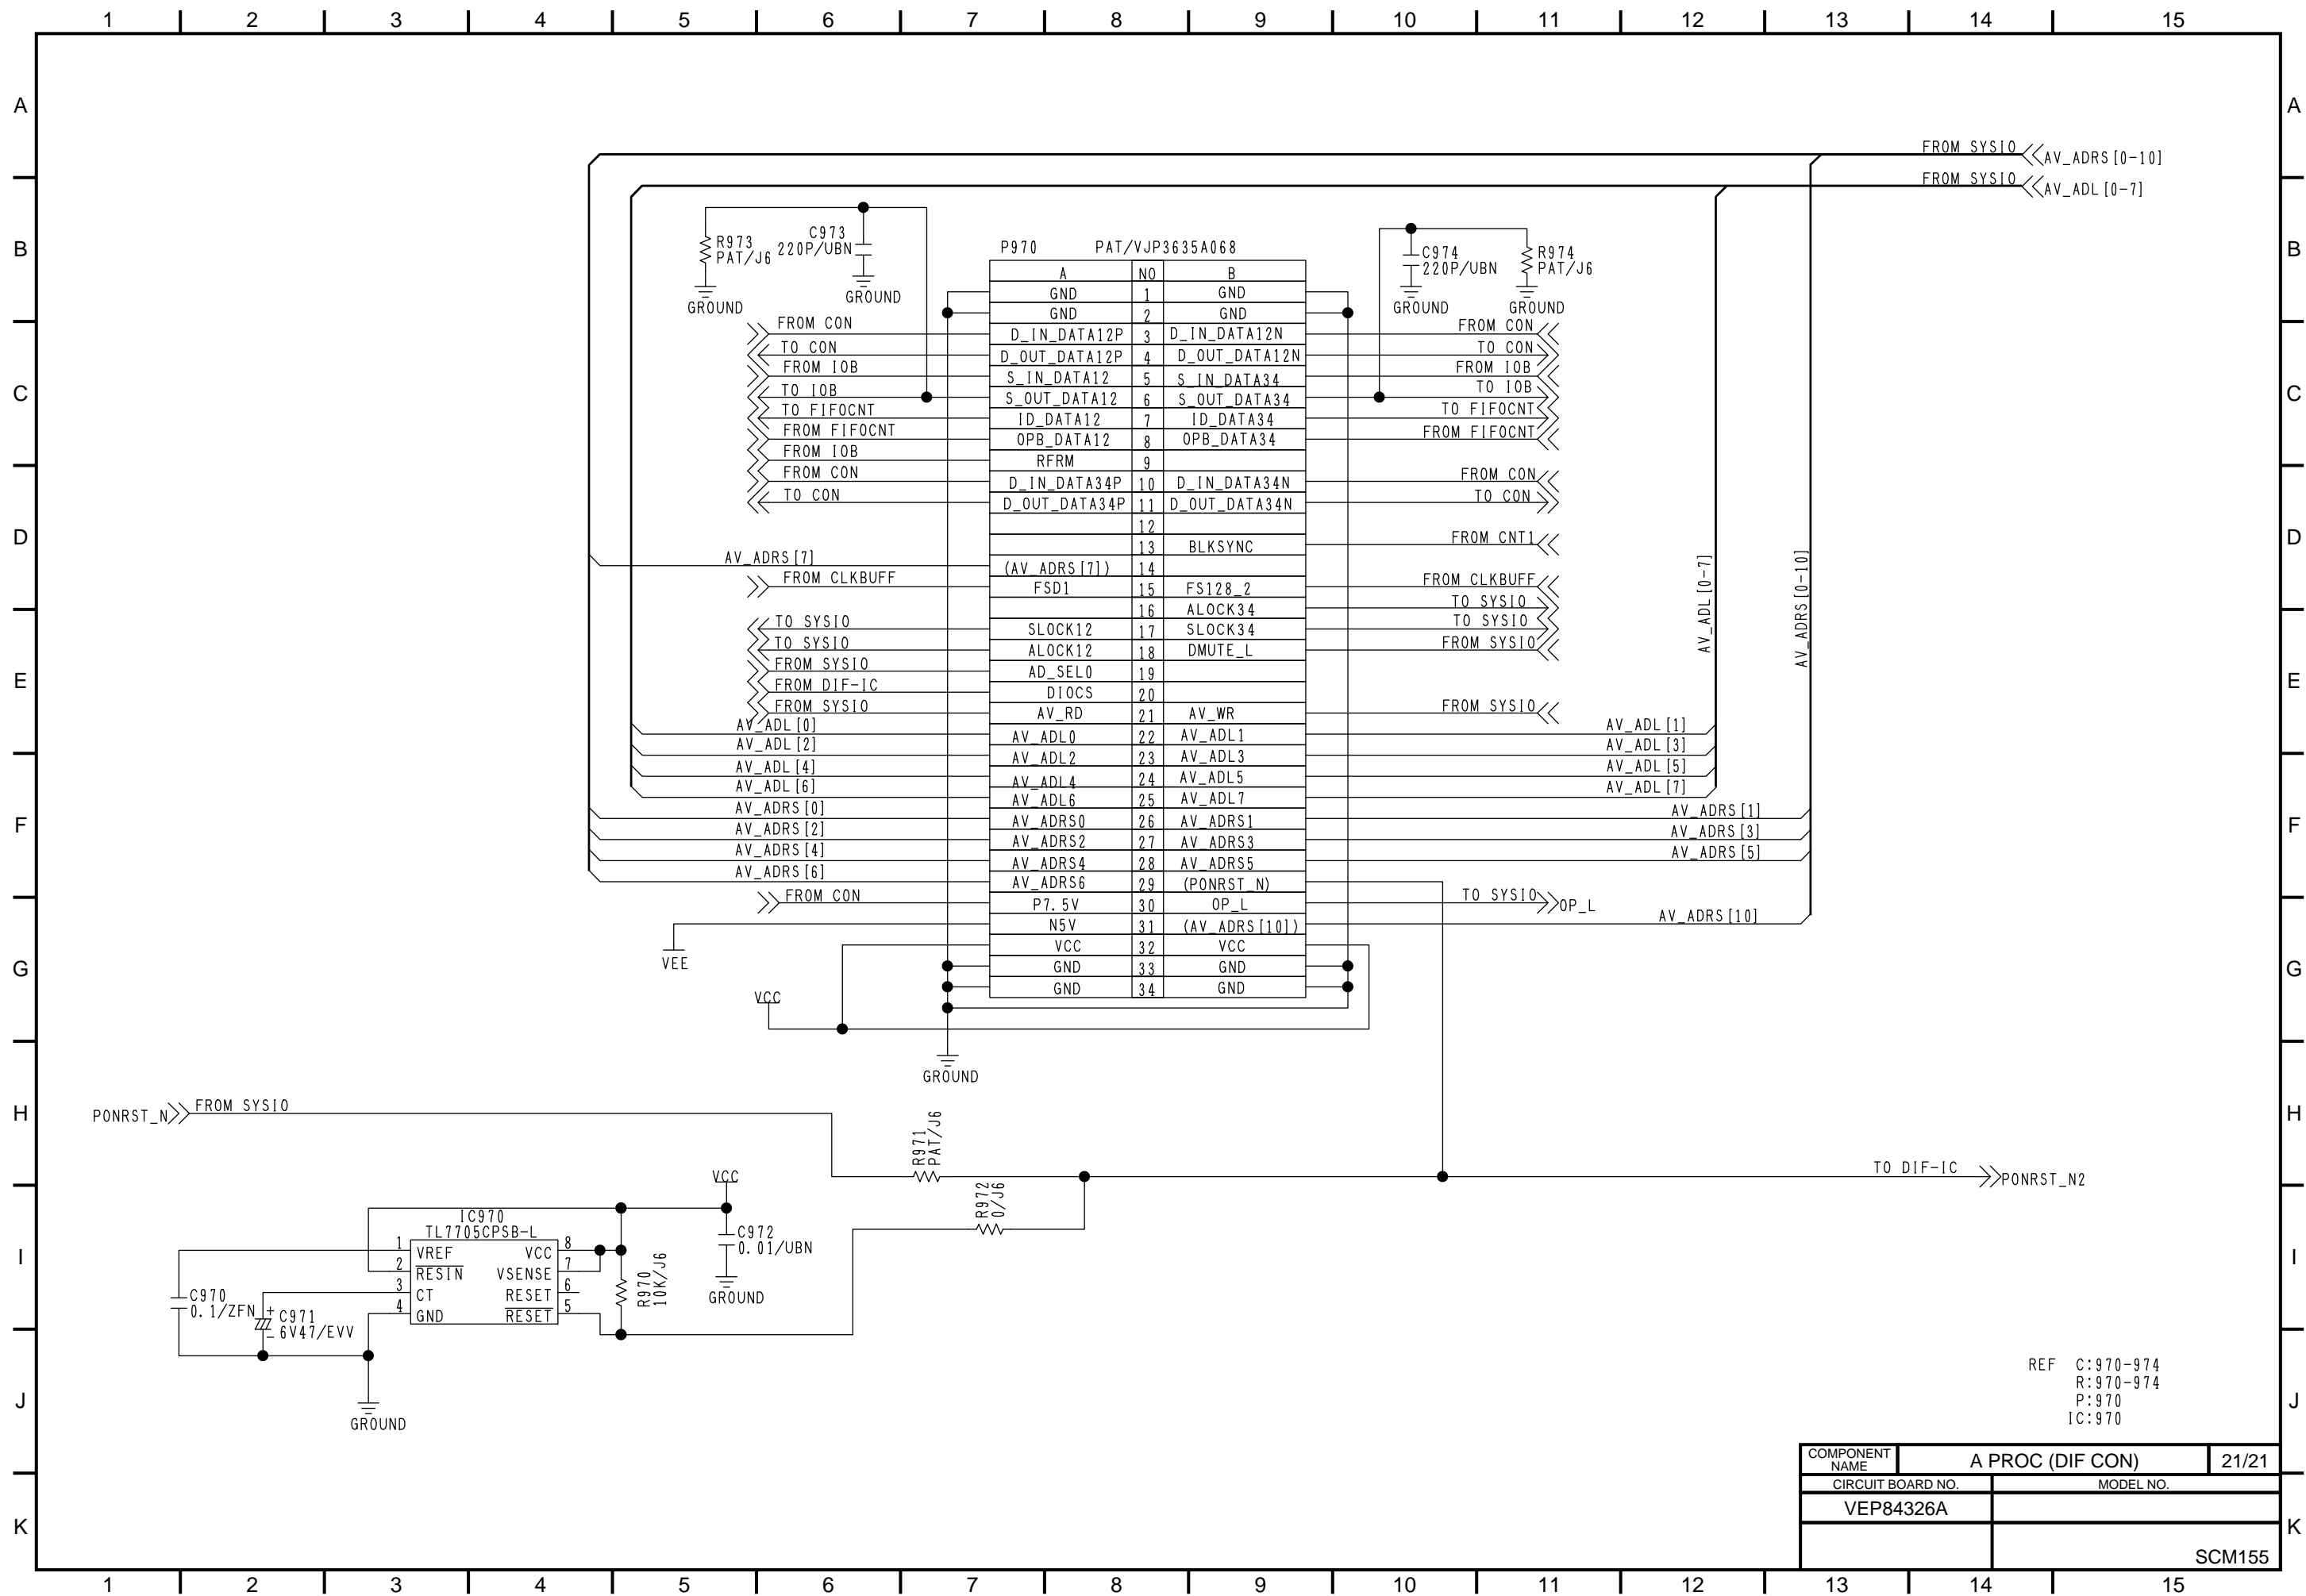 1 2 3 4 5 6 7 8 9 10 11 12 13 14 15
A A
FROM SYSIO AV_ADRS[0-10]
FROM SYSIO AV_ADL[0-7]
B B
R973
PAT/J6
C973
220P/UBN
GROUND
GROUND
P970 PAT/VJP3635A068
C974
220P/UBN
R974
PAT/J6
GROUND
GROUND
A NO B
GND 1 GND
GND 2 GND
FROM CON D_IN_DATA12P 3 D_IN_DATA12N FROM CON
TO CON D_OUT_DATA12P 4 D_OUT_DATA12N TO CON
FROM IOB S_IN_DATA12 5 S_IN_DATA34 FROM IOB
C TO IOB S_OUT_DATA12 6 S_OUT_DATA34 TO IOB C
TO FIFOCNT ID_DATA12 7 ID_DATA34 TO FIFOCNT
FROM FIFOCNT OPB_DATA12 8 OPB_DATA34 FROM FIFOCNT
FROM IOB RFRM 9
FROM CON D_IN_DATA34P 10 D_IN_DATA34N FROM CON
TO CON D_OUT_DATA34P 11 D_OUT_DATA34N TO CON
12
D 13 BLKSYNC FROM CNT1 D
AV_ADRS[7] (AV_ADRS[7]) 14
FROM CLKBUFF FSD1 15 FS128_2 FROM CLKBUFF
16 ALOCK34 TO SYSIO
TO SYSIO SLOCK12 17 SLOCK34 TO SYSIO
TO SYSIO ALOCK12 18 DMUTE_L FROM SYSIO
AV_ADL[0-7]
AV_ADRS[0-10]
FROM SYSIO AD_SEL0 19
E FROM DIF-IC DIOCS 20 E
FROM SYSIO AV_RD 21 AV_WR FROM SYSIO
AV_ADL[0] AV_ADL0 22 AV_ADL1 AV_ADL[1]
AV_ADL[2] AV_ADL2 23 AV_ADL3 AV_ADL[3]
AV_ADL[4] AV_ADL4 24 AV_ADL5 AV_ADL[5]
AV_ADL[6] AV_ADL6 25 AV_ADL7 AV_ADL[7]
F AV_ADRS[0] AV_ADRS0 26 AV_ADRS1 AV_ADRS[1] F
AV_ADRS[2] AV_ADRS2 27 AV_ADRS3 AV_ADRS[3]
AV_ADRS[4] AV_ADRS4 28 AV_ADRS5 AV_ADRS[5]
AV_ADRS[6] AV_ADRS6 29 (PONRST_N)
FROM CON P7.5V 30 OP_L TO SYSIO OP_L
N5V 31 (AV_ADRS[10]) AV_ADRS[10]
VEE VCC 32 VCC
G GND 33 GND G
GND 34 GND
VCC
GROUND
H PONRST_N FROM SYSIO H
R971
PAT/J6
TO DIF-IC PONRST_N2
R972
0/J6
VCC
IC970
TL7705CPSB-L
C972
0.01/UBN
GROUND
I I
1 VREF VCC 8
2 RESIN VSENSE 7
3 CT RESET 6
4 GND RESET 5
R970
10K/J6
C970
0.1/ZFN
+ C971
- 6V47/EVV
GROUND
J J
REF C:970-974
R:970-974
P:970
IC:970
COMPONENT NAME A PROC (DIF CON) 21/21
CIRCUIT BOARD NO. MODEL NO.
VEP84326A
K K
SCM155
1 2 3 4 5 6 7 8 9 10 11 12 13 14 15